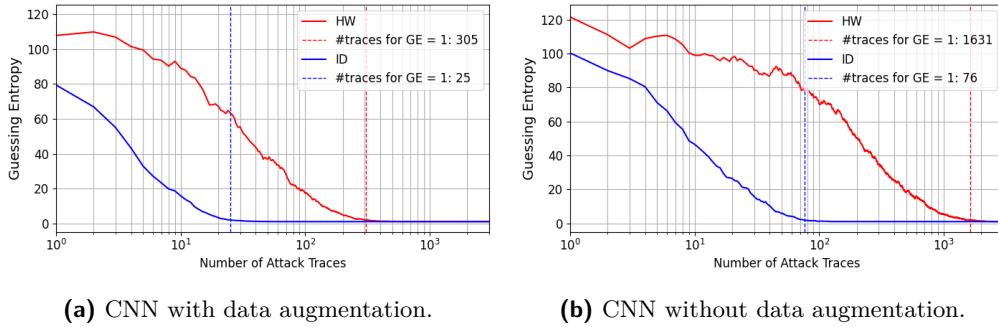 HW
#traces for GE = 1: 305
ID
#traces for GE = 1: 25
120
100
80
60
40
20
0
Guessing Entropy
10^0
10^1
10^2
10^3
Number of Attack Traces
(a) CNN with data augmentation.
HW
#traces for GE = 1: 1631
ID
#traces for GE = 1: 76
120
100
80
60
40
20
0
Guessing Entropy
10^0
10^1
10^2
10^3
Number of Attack Traces
(b) CNN without data augmentation.